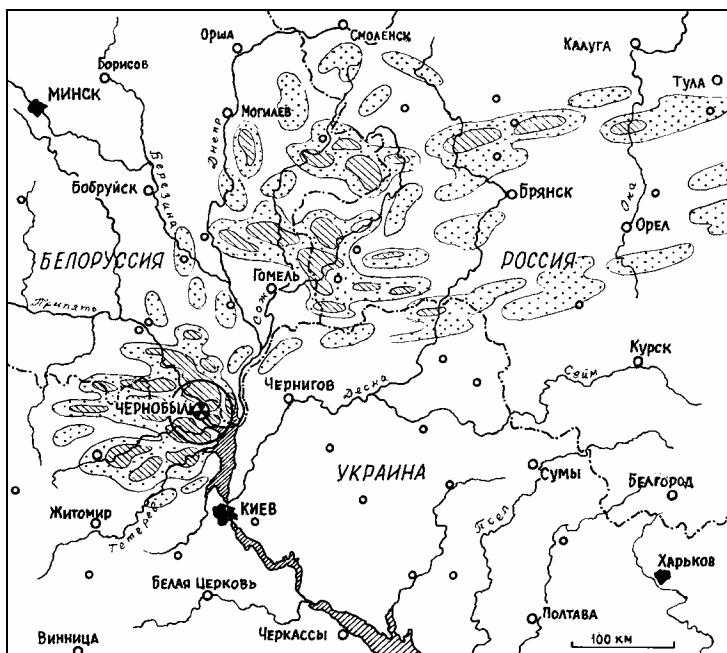 Орша
Смоленск
Калуга
Борисов
Тула
Минск
Могилев
Днепр
Березина
Бобруйск
Брянск
Ока
Орел
БЕЛОРУССИЯ
РОССИЯ
Гомель
Сож
Припять
Курск
Сейм
Чернигов
Десна
ЧЕРНОБЫЛЬ
УКРАИНА
Сумы
Белгород
Житомир
Киев
Тетерев
Псел
Харьков
Белая Церковь
Полтава
Черкассы
Винница
100 км